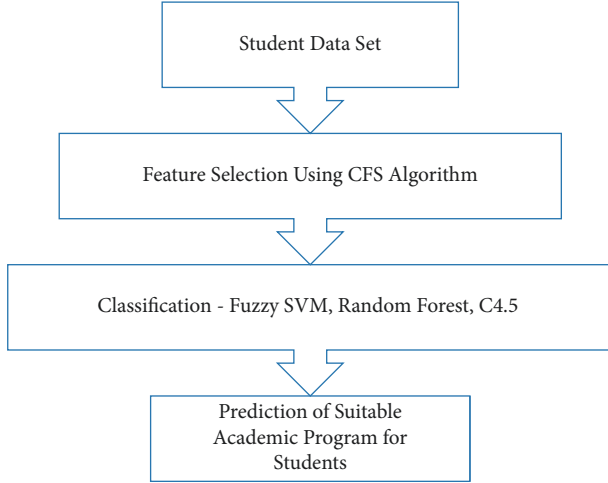 Student Data Set
Feature Selection Using CFS Algorithm
Classification - Fuzzy SVM, Random Forest, C4.5
Prediction of Suitable
Academic Program for
Students